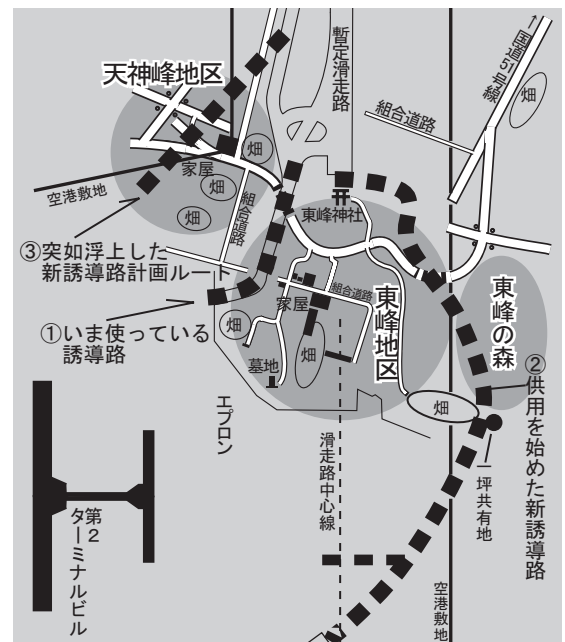 天神峰地区
暫定滑走路
↑国道51号線
畑
組合道路
畑
家屋
畑
空港敷地
畑
組合道路
東峰神社
③突如浮上した
新誘導路計画ルート
①いま使っている
誘導路
家屋
組合道路
東峰地区
東峰の森
畑
畑
墓地
畑
②供用を始めた新誘導路
エプロン
滑走路中心線
一坪共有地
第2
ターミナルビル
空港敷地